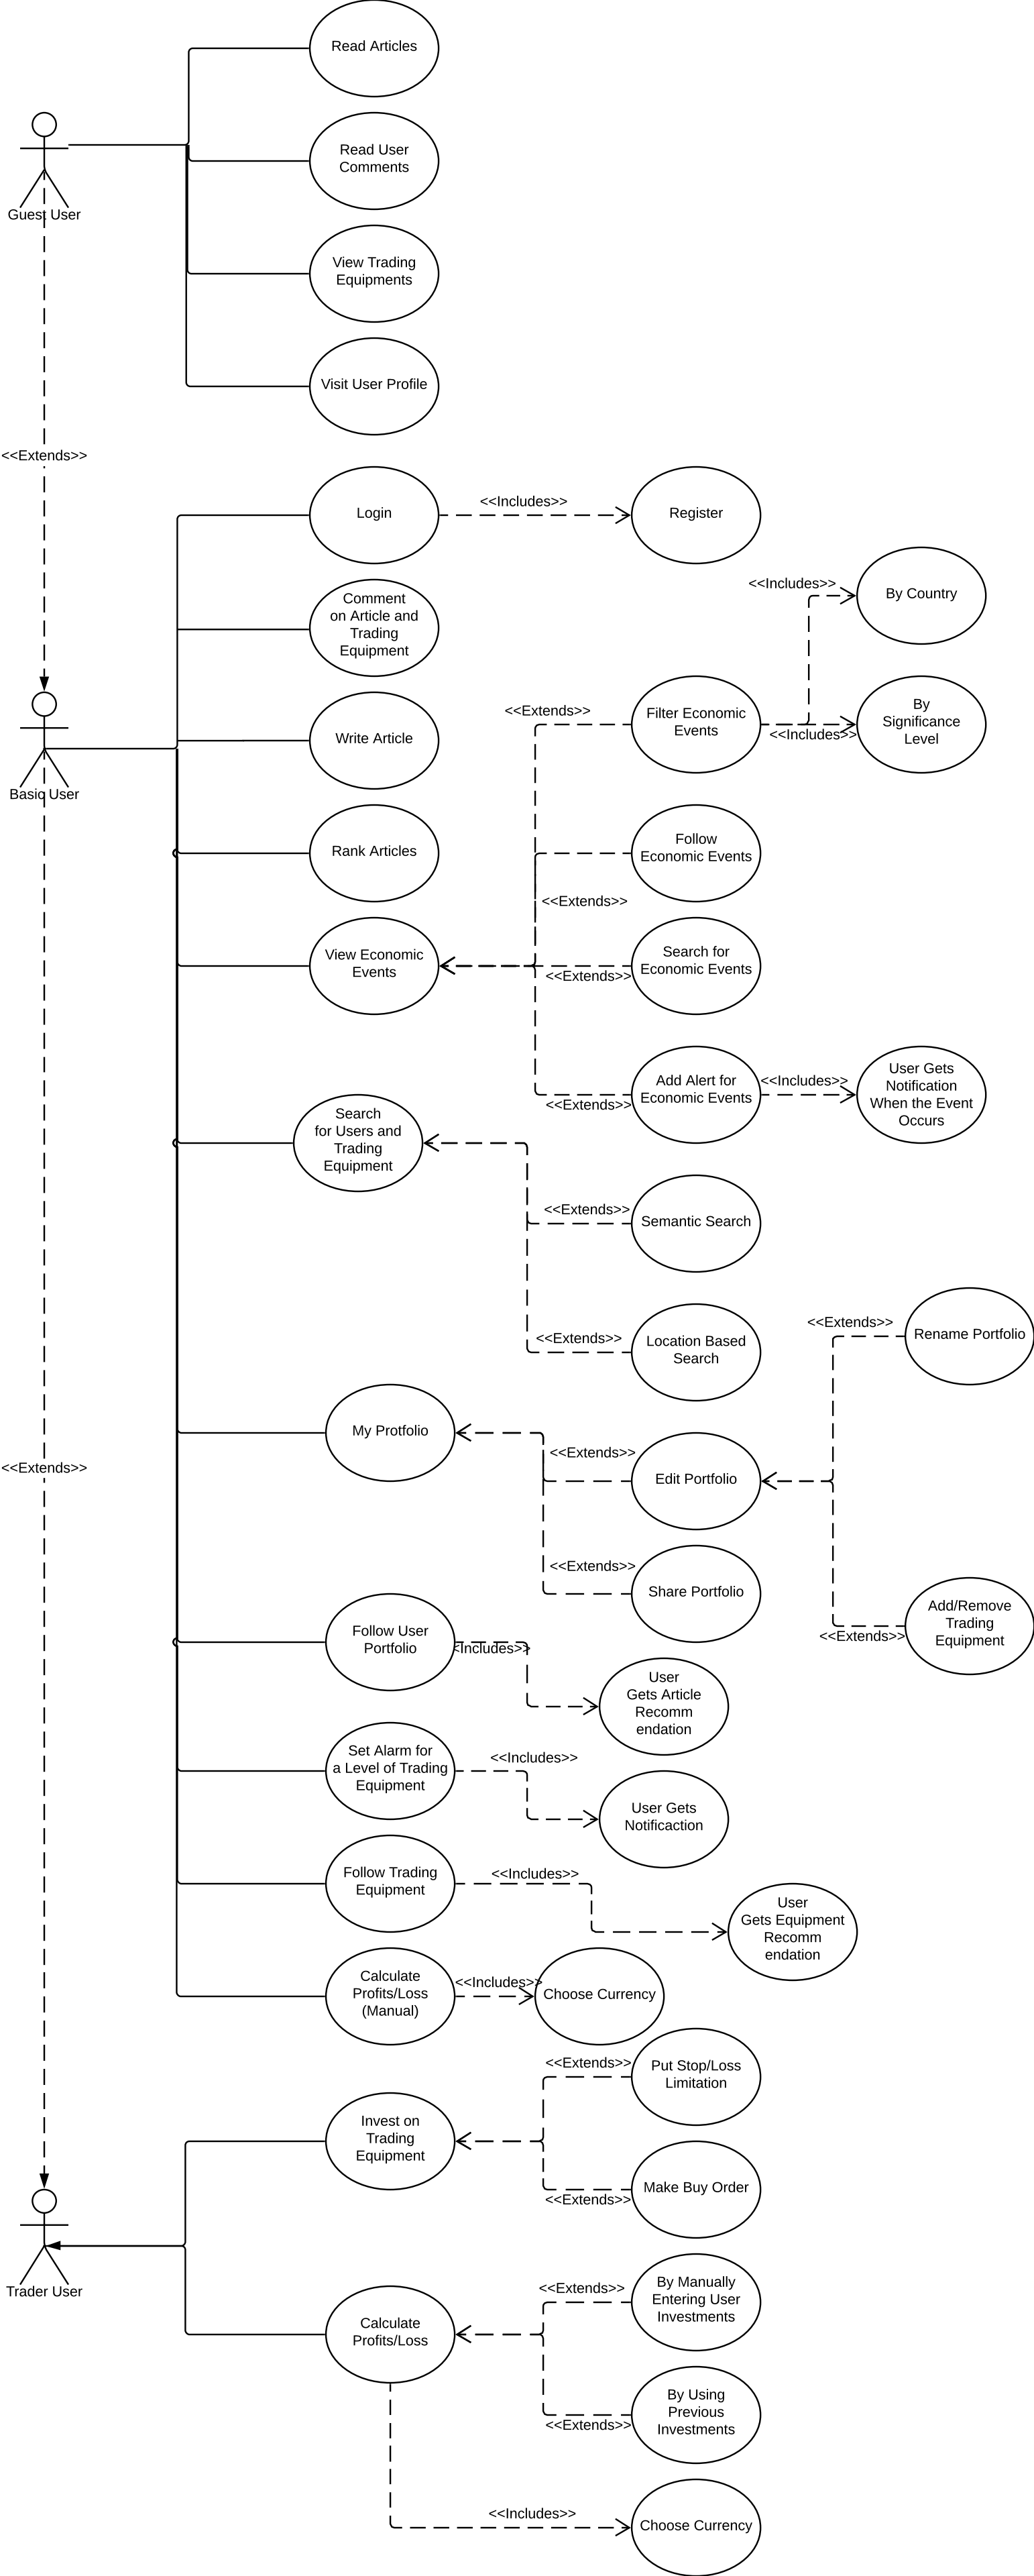 Read Articles
Read User
Comments
Guest User
View Trading
Equipments
Visit User Profile
<<Extends>>
Login
<<Includes>>
Register
Comment
on Article and
Trading
Equipment
<<Includes>>
By Country
Basic User
Write Article
<<Extends>>
Filter Economic
Events
<<Includes>>
By
Significance
Level
Rank Articles
Follow
Economic Events
<<Extends>>
View Economic
Events
Search for
Economic Events
<<Extends>>
Add Alert for
Economic Events
<<Extends>>
<<Includes>>
User Gets
Notification
When the Event
Occurs
Search
for Users and
Trading
Equipment
<<Extends>>
Semantic Search
<<Extends>>
Location Based
Search
<<Extends>>
Rename Portfolio
My Protfolio
<<Extends>>
Edit Portfolio
<<Extends>>
<<Extends>>
Share Portfolio
<<Extends>>
Add/Remove
Trading
Equipment
Follow User
Portfolio
<Includes>>
User
Gets Article
Recomm
endation
Set Alarm for
a Level of Trading
Equipment
<<Includes>>
User Gets
Notificaction
Follow Trading
Equipment
<<Includes>>
User
Gets Equipment
Recomm
endation
Calculate
Profits/Loss
(Manual)
<<Includes>>
Choose Currency
<<Extends>>
Put Stop/Loss
Limitation
Invest on
Trading
Equipment
<<Extends>>
Make Buy Order
Trader User
<<Extends>>
By Manually
Entering User
Investments
Calculate
Profits/Loss
<<Extends>>
By Using
Previous
Investments
<<Includes>>
Choose Currency